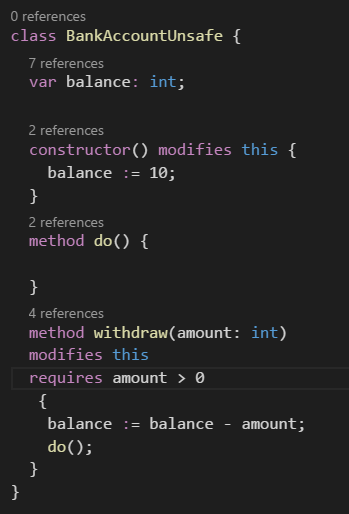 0 references
class BankAccountUnsafe {
7 references
var balance: int;
2 references
constructor() modifies this {
balance := 10;
}
2 references
method do() {
}
4 references
method withdraw(amount: int)
modifies this
requires amount > 0
{
balance := balance - amount;
do();
}
}